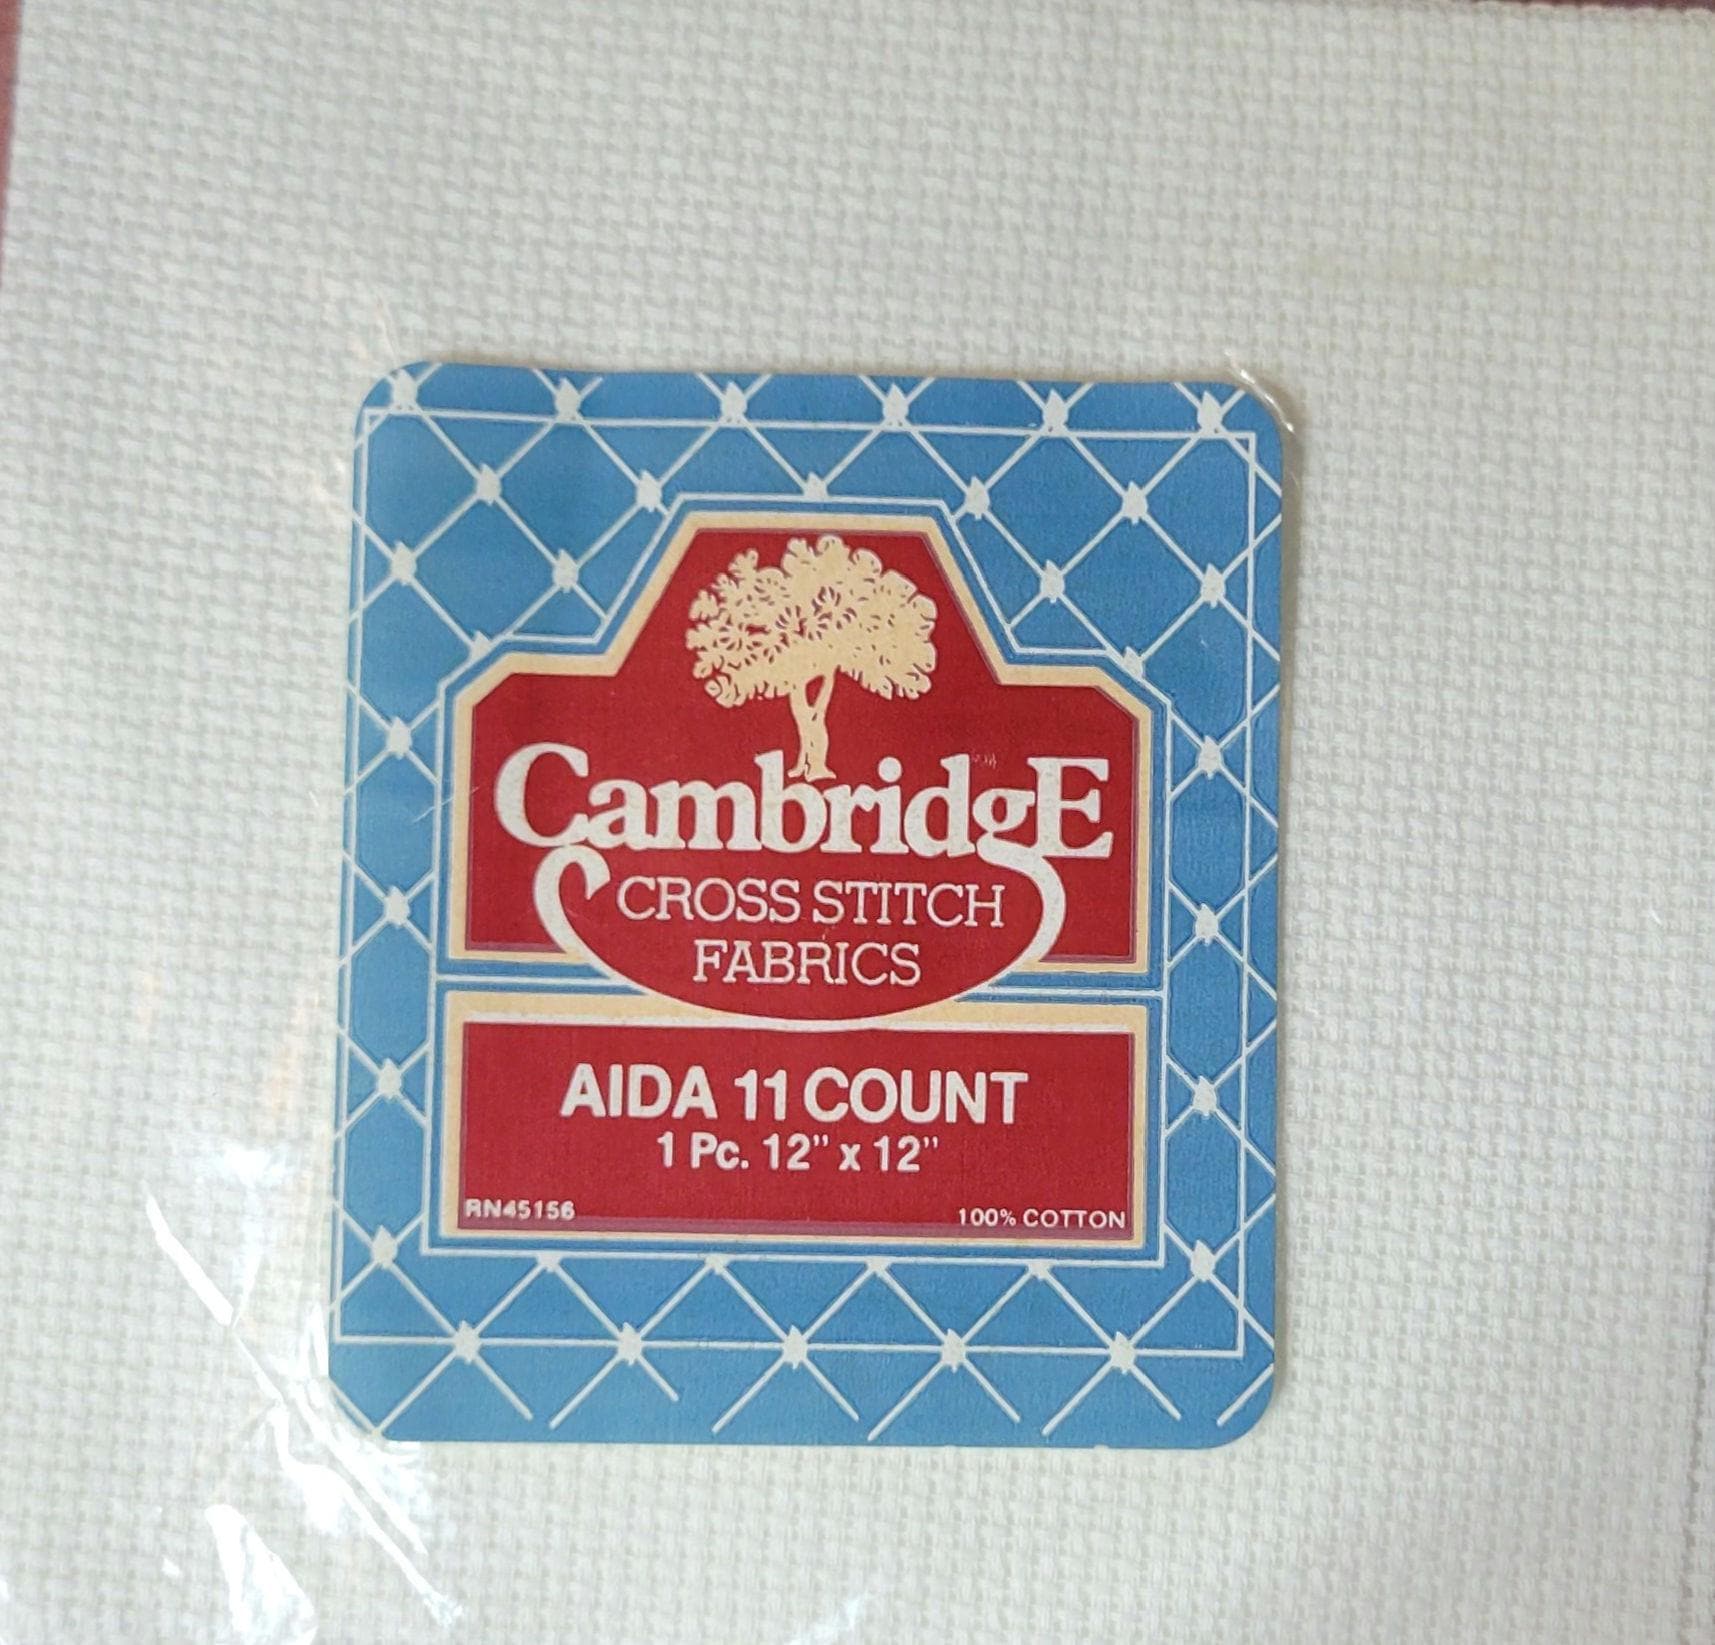 CambridgE
CROSS STITCH
FABRICS
AIDA 11 COUNT
1 Pc. 12" x 12"
RN45156
100% COTTON